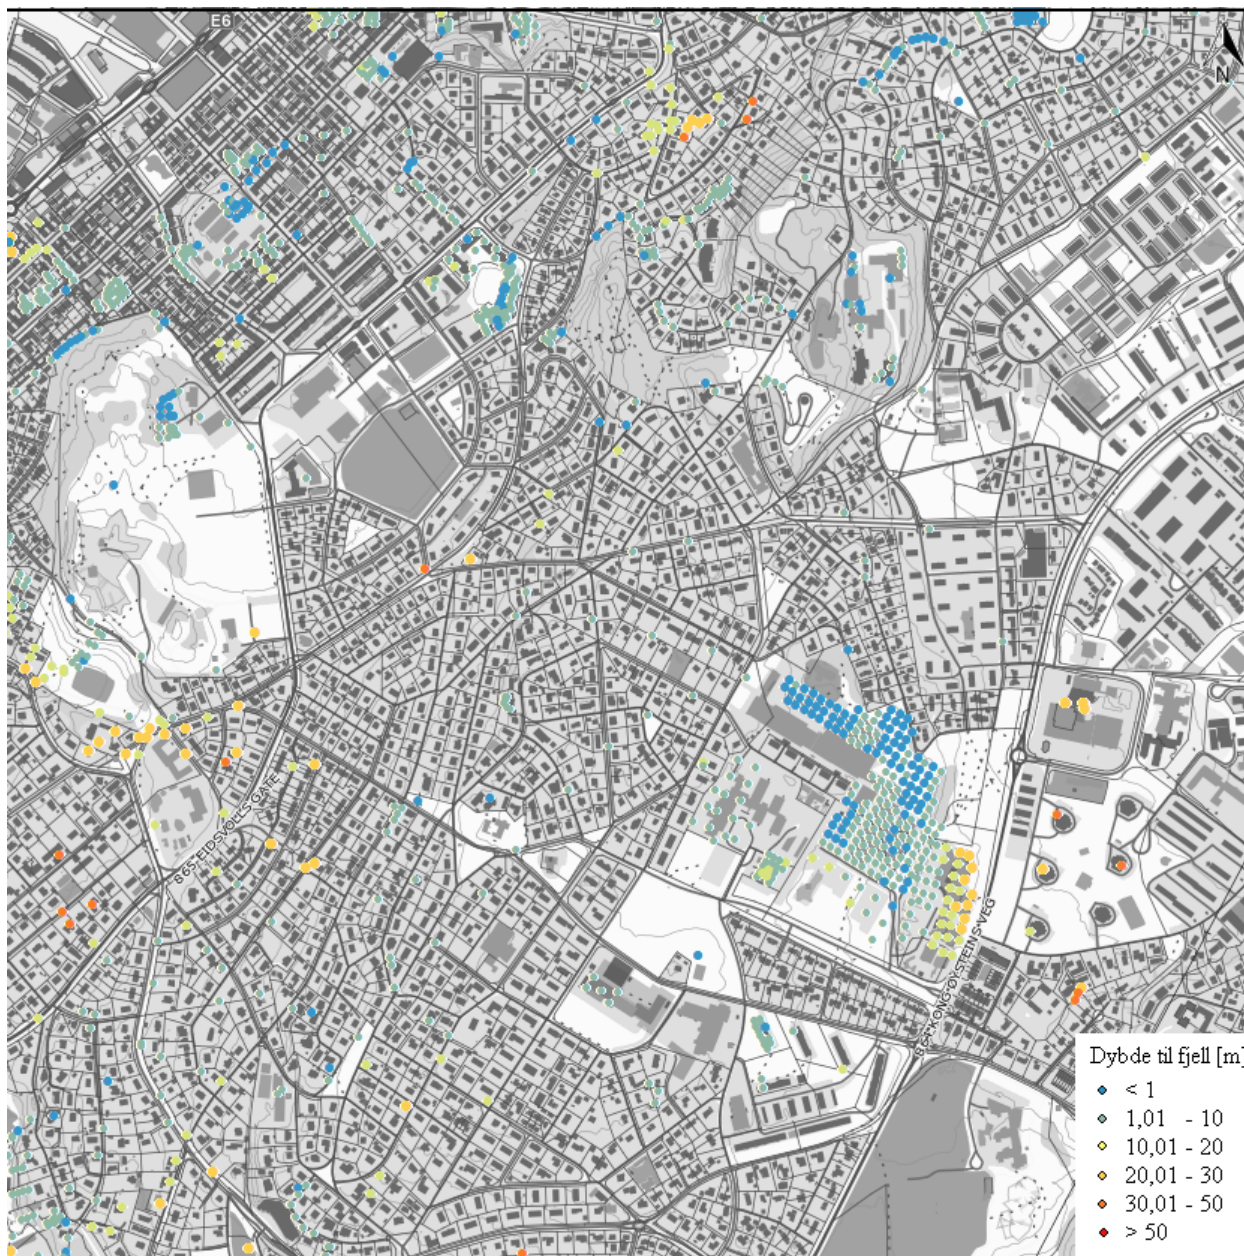 E6
N
865 EIDSVOLLS GATE
865 KONG ØYSTEINS VEG
Dybde til fjell [m]
< 1
1,01 - 10
10,01 - 20
20,01 - 30
30,01 - 50
> 50